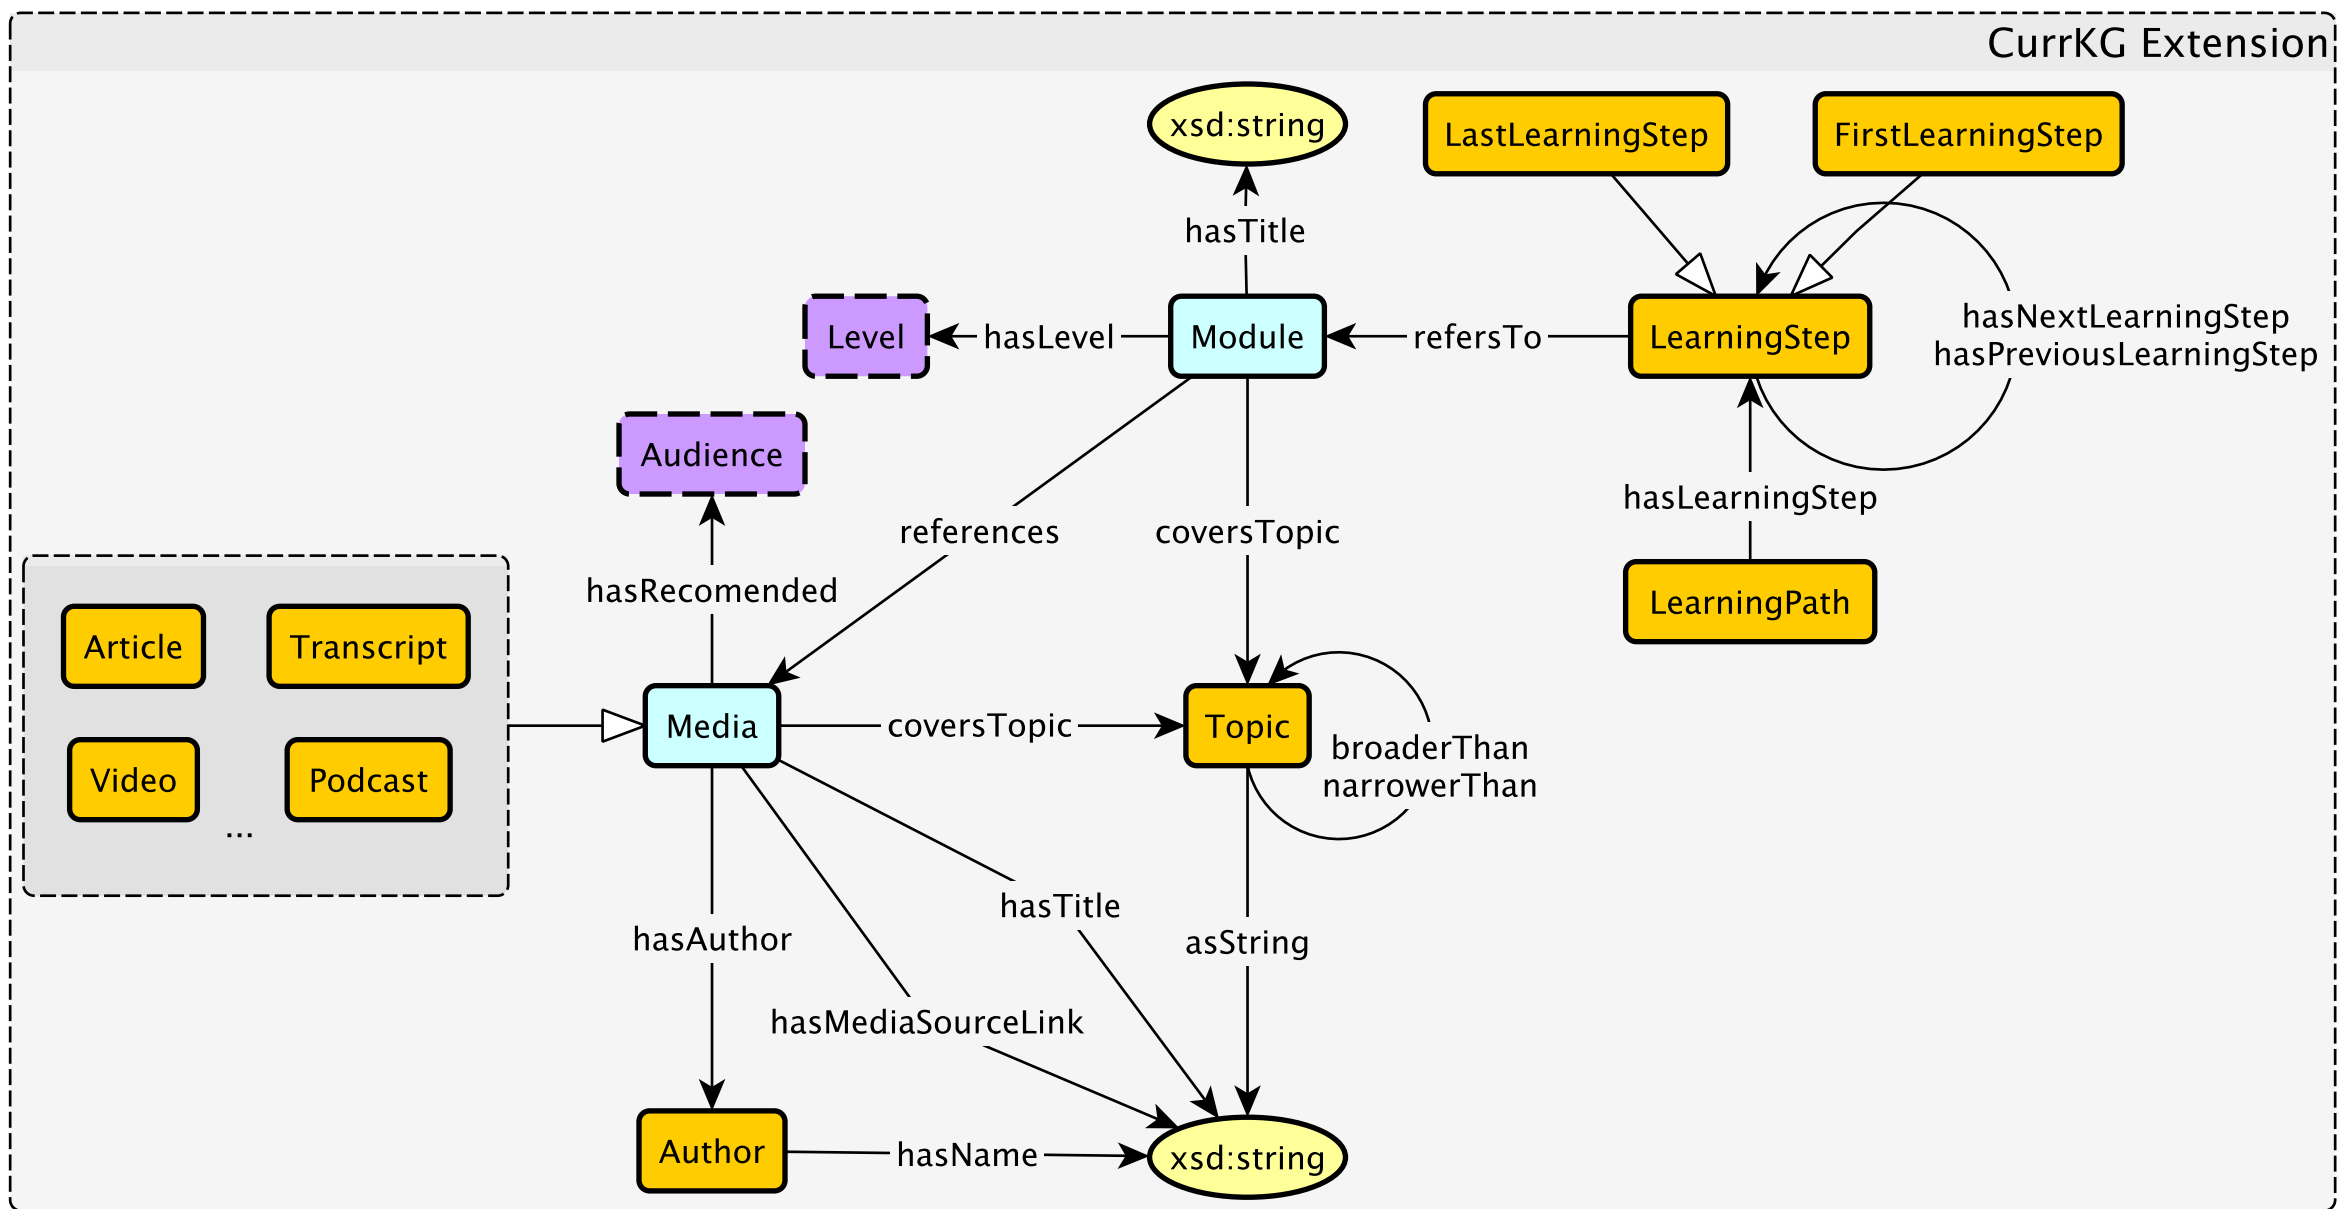 CurrKG Extension
xsd:string
LastLearningStep
FirstLearningStep
hasTitle
Level
hasLevel
Module
refersTo
LearningStep
hasNextLearningStep
hasPreviousLearningStep
Audience
hasLearningStep
references
coversTopic
hasRecomended
LearningPath
Article
Transcript
Media
coversTopic
Topic
broaderThan
narrowerThan
Video
Podcast
...
hasTitle
hasAuthor
asString
hasMediaSourceLink
Author
hasName
xsd:string